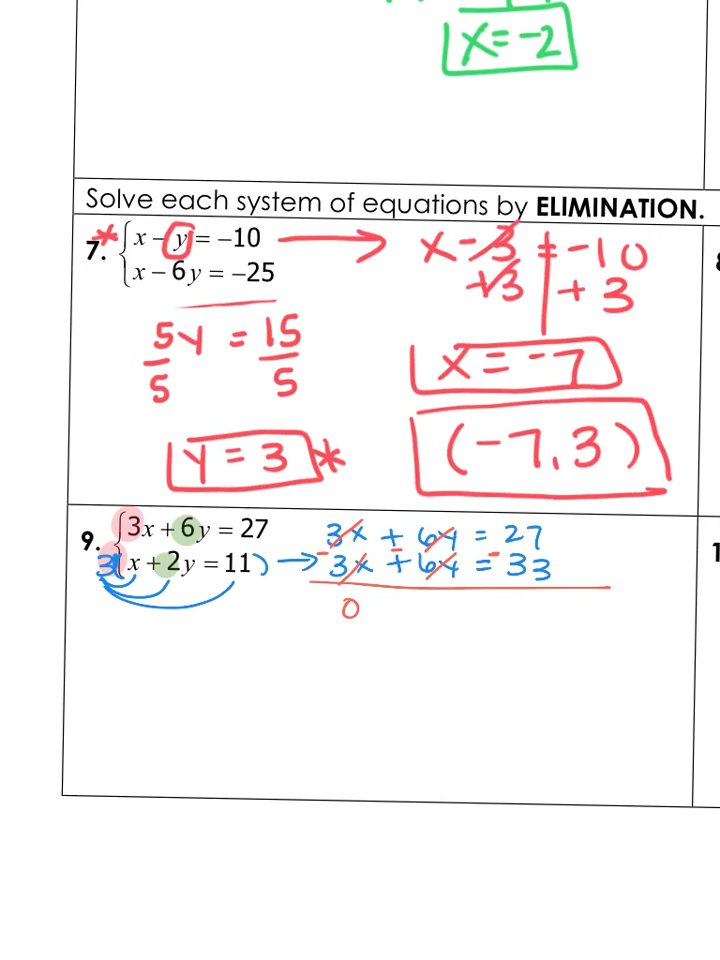 x = -2
Solve each system of equations by ELIMINATION.
* 7. { x − y = −10 → x - 3 = -10
x − 6y = −25 +3 | + 3
5y = 15
5 5
x = -7
y = 3 *
(-7, 3)
9. { 3x + 6y = 27 3x + 6y = 27
3( x + 2y = 11 ) → - 3x + 6y = 33
0